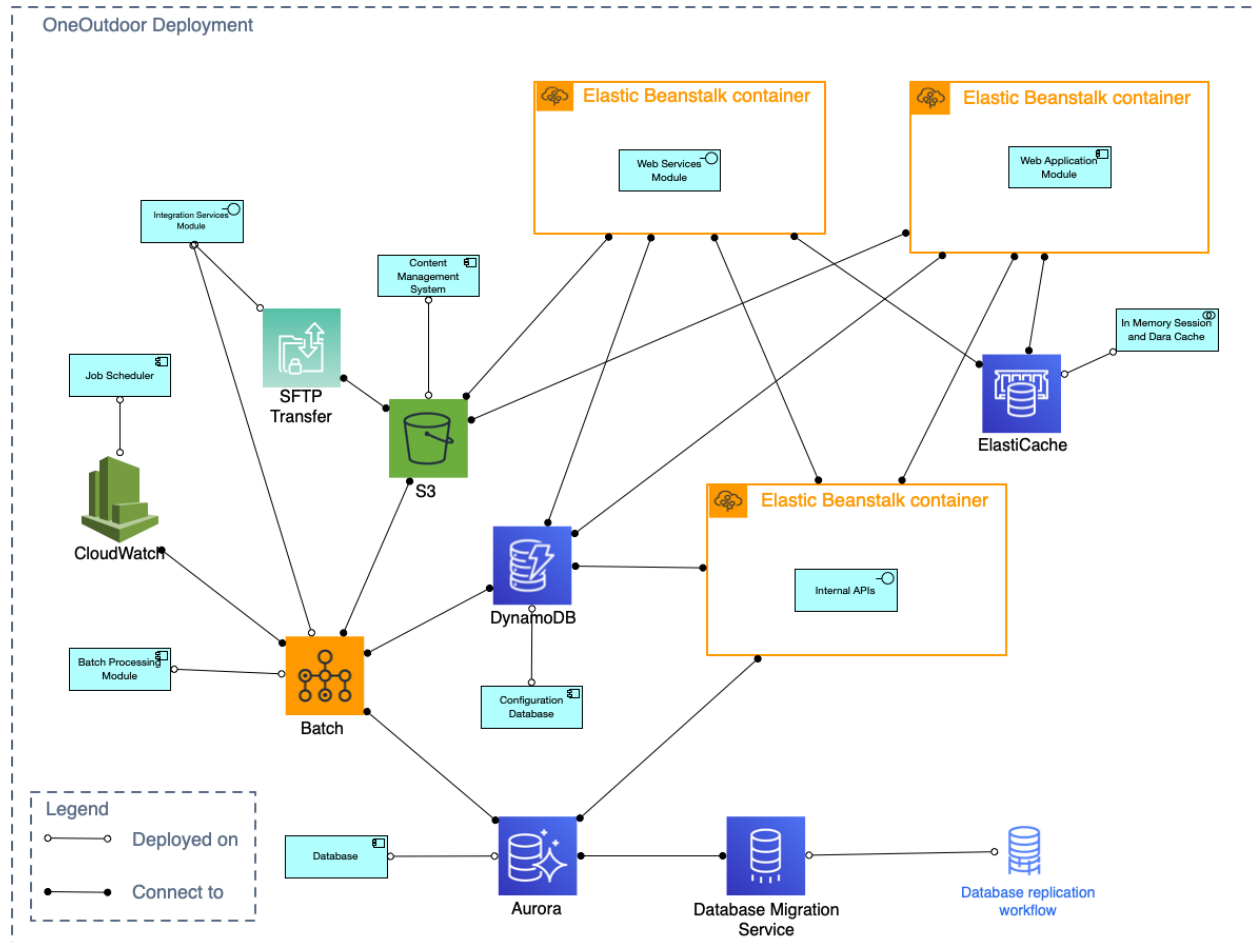 OneOutdoor Deployment
Elastic Beanstalk container
Elastic Beanstalk container
Web Services
Module
Web Application
Module
Integration Services
Module
Content
Management
System
In Memory Session
and Dara Cache
Job Scheduler
SFTP
Transfer
ElastiCache
S3
Elastic Beanstalk container
CloudWatch
Internal APIs
DynamoDB
Batch Processing
Module
Configuration
Database
Batch
Legend
Deployed on
Connect to
Database
Aurora
Database Migration
Service
Database replication
workflow